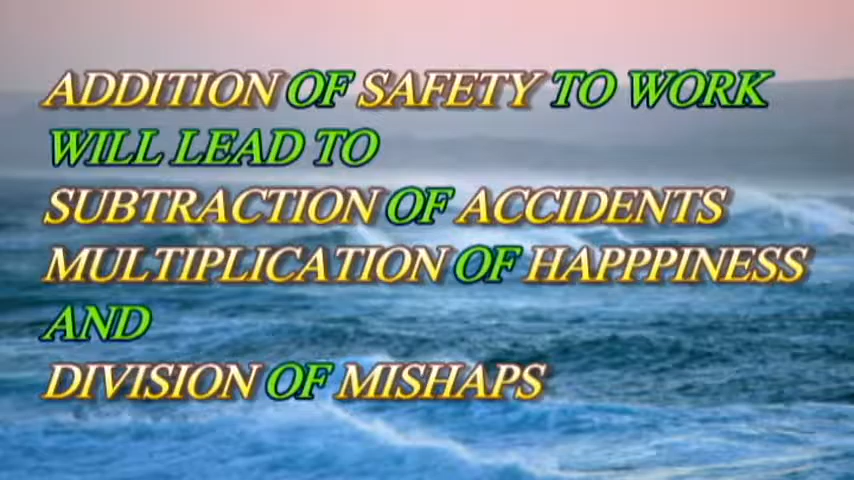 ADDITION OF SAFETY TO WORK
WILL LEAD TO
SUBTRACTION OF ACCIDENTS
MULTIPLICATION OF HAPPPINESS
AND
DIVISION OF MISHAPS